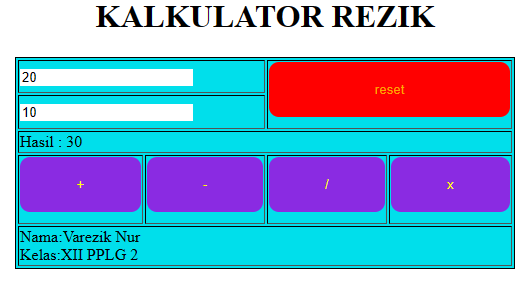 KALKULATOR REZIK
20
reset
10
Hasil : 30
+ - / x
Nama:Varezik Nur
Kelas:XII PPLG 2